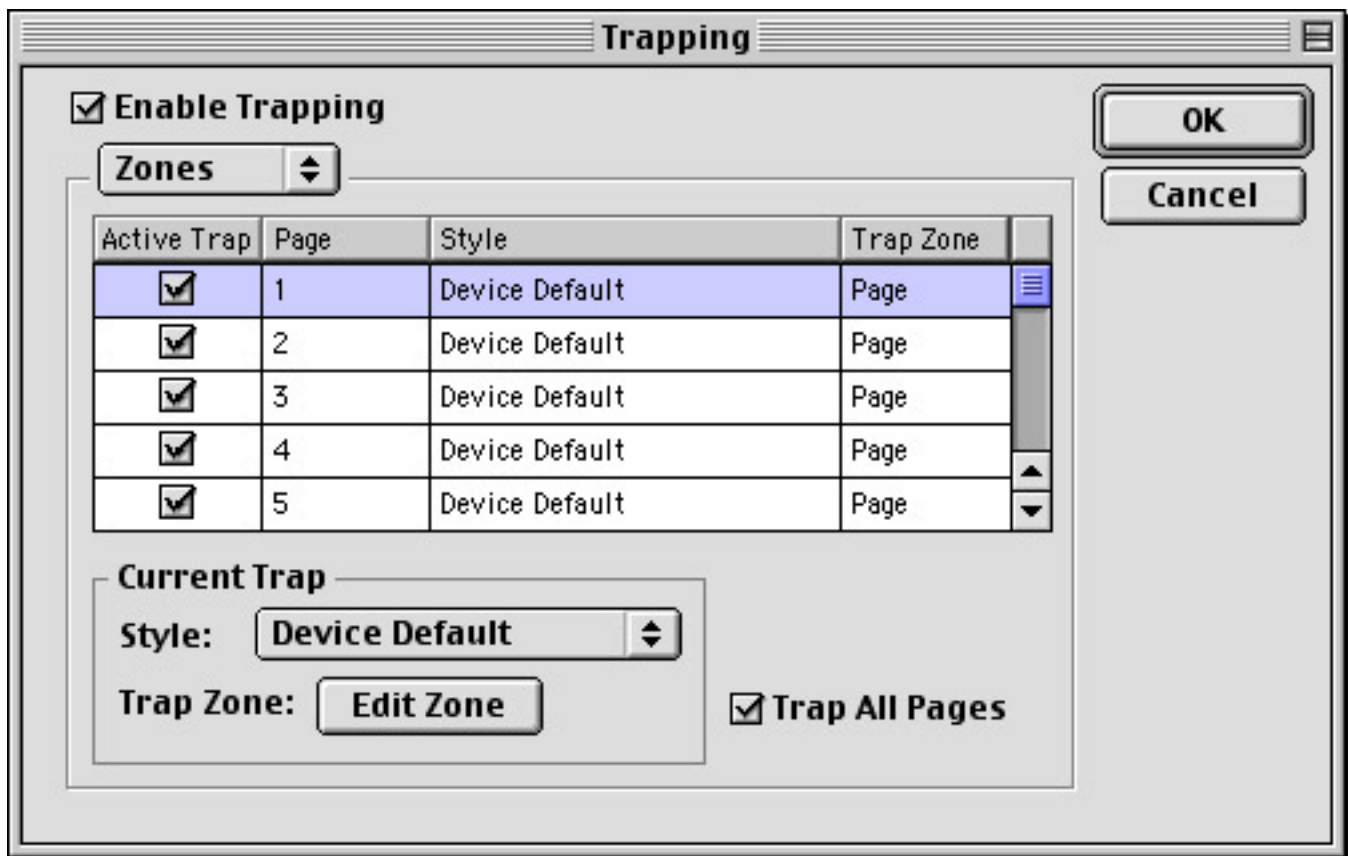 Trapping
Enable Trapping
OK
Zones
Cancel
Active Trap Page Style Trap Zone
1 Device Default Page
2 Device Default Page
3 Device Default Page
4 Device Default Page
5 Device Default Page
Current Trap
Style: Device Default
Trap Zone: Edit Zone
Trap All Pages